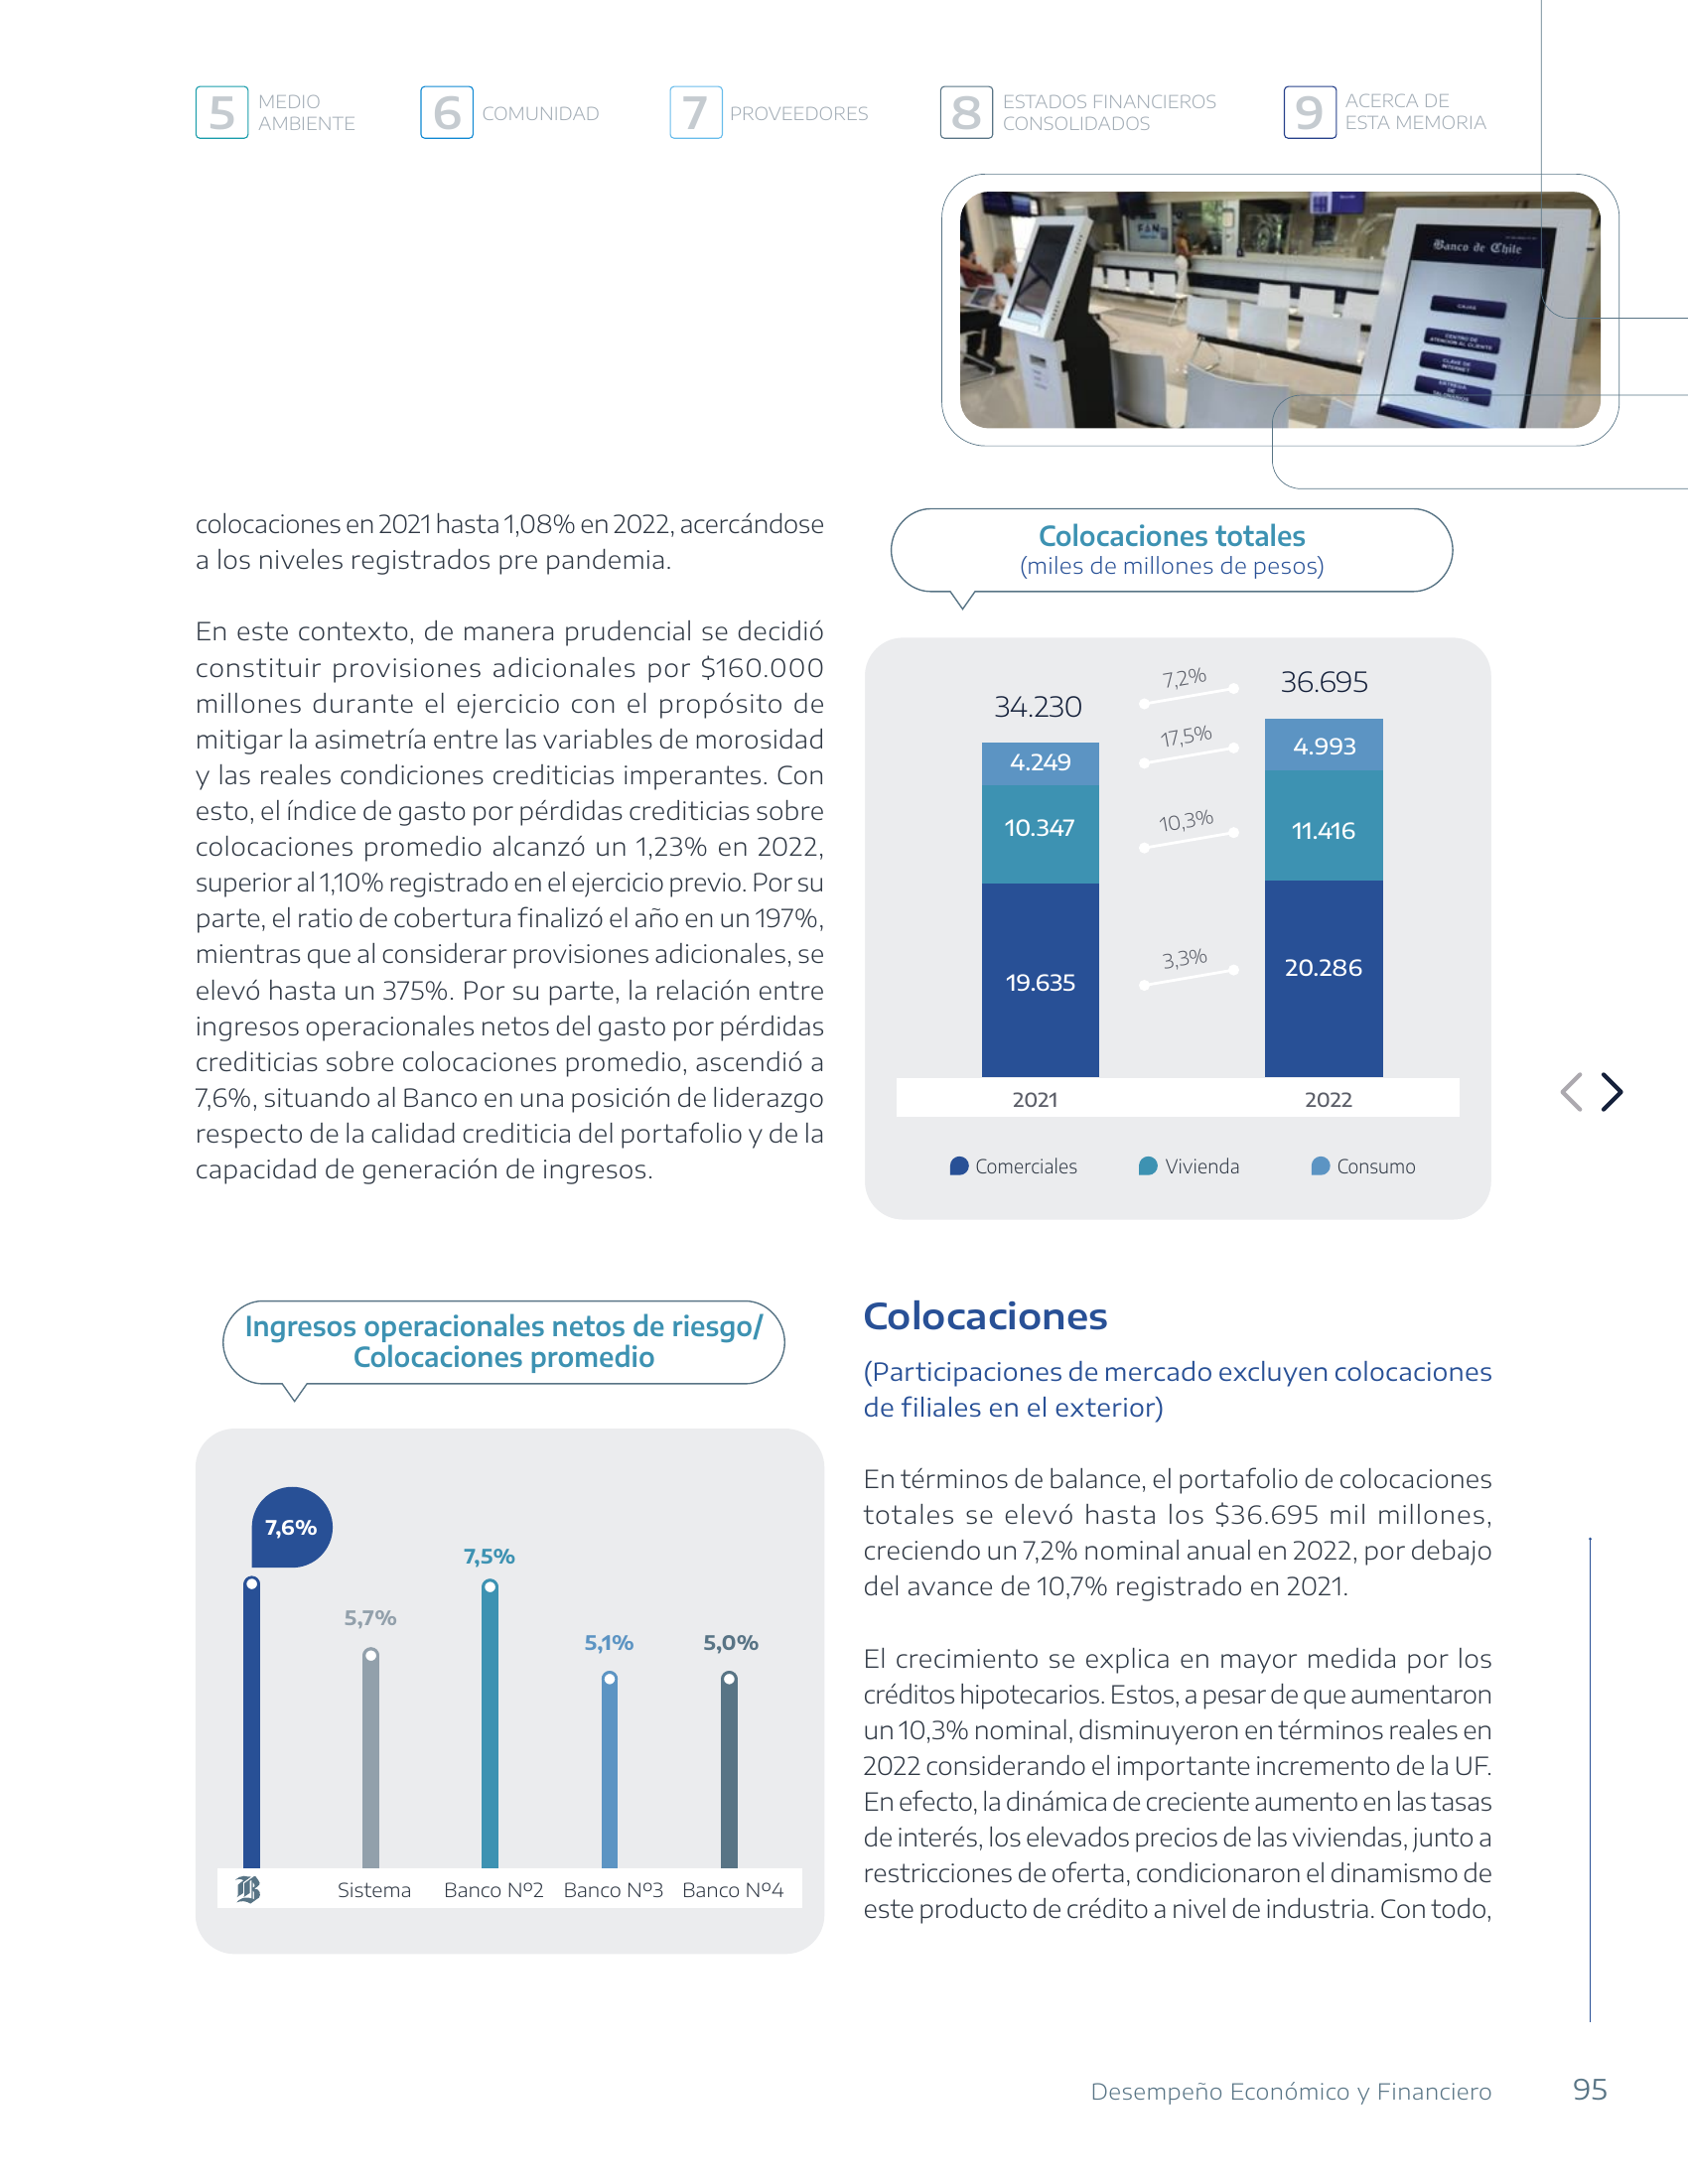 5 MEDIO AMBIENTE
6 COMUNIDAD
7 PROVEEDORES
8 ESTADOS FINANCIEROS CONSOLIDADOS
9 ACERCA DE ESTA MEMORIA
Banco de Chile
CAJAS
CENTRO DE
ATENCION AL CLIENTE
CLAVE DE
INTERNET
ENTREGA
DE
TALONARIOS
colocaciones en 2021 hasta 1,08% en 2022, acercándose
a los niveles registrados pre pandemia.
En este contexto, de manera prudencial se decidió
constituir provisiones adicionales por $160.000
millones durante el ejercicio con el propósito de
mitigar la asimetría entre las variables de morosidad
y las reales condiciones crediticias imperantes. Con
esto, el índice de gasto por pérdidas crediticias sobre
colocaciones promedio alcanzó un 1,23% en 2022,
superior al 1,10% registrado en el ejercicio previo. Por su
parte, el ratio de cobertura finalizó el año en un 197%,
mientras que al considerar provisiones adicionales, se
elevó hasta un 375%. Por su parte, la relación entre
ingresos operacionales netos del gasto por pérdidas
crediticias sobre colocaciones promedio, ascendió a
7,6%, situando al Banco en una posición de liderazgo
respecto de la calidad crediticia del portafolio y de la
capacidad de generación de ingresos.
Ingresos operacionales netos de riesgo/
Colocaciones promedio
7,6%
5,7%
7,5%
5,1%
5,0%
B Sistema Banco Nº2 Banco Nº3 Banco Nº4
Colocaciones totales
(miles de millones de pesos)
34.230 7,2% 36.695
4.249 17,5% 4.993
10.347 10,3% 11.416
19.635 3,3% 20.286
2021 2022
Comerciales Vivienda Consumo
Colocaciones
(Participaciones de mercado excluyen colocaciones
de filiales en el exterior)
En términos de balance, el portafolio de colocaciones
totales se elevó hasta los $36.695 mil millones,
creciendo un 7,2% nominal anual en 2022, por debajo
del avance de 10,7% registrado en 2021.
El crecimiento se explica en mayor medida por los
créditos hipotecarios. Estos, a pesar de que aumentaron
un 10,3% nominal, disminuyeron en términos reales en
2022 considerando el importante incremento de la UF.
En efecto, la dinámica de creciente aumento en las tasas
de interés, los elevados precios de las viviendas, junto a
restricciones de oferta, condicionaron el dinamismo de
este producto de crédito a nivel de industria. Con todo,
Desempeño Económico y Financiero 95